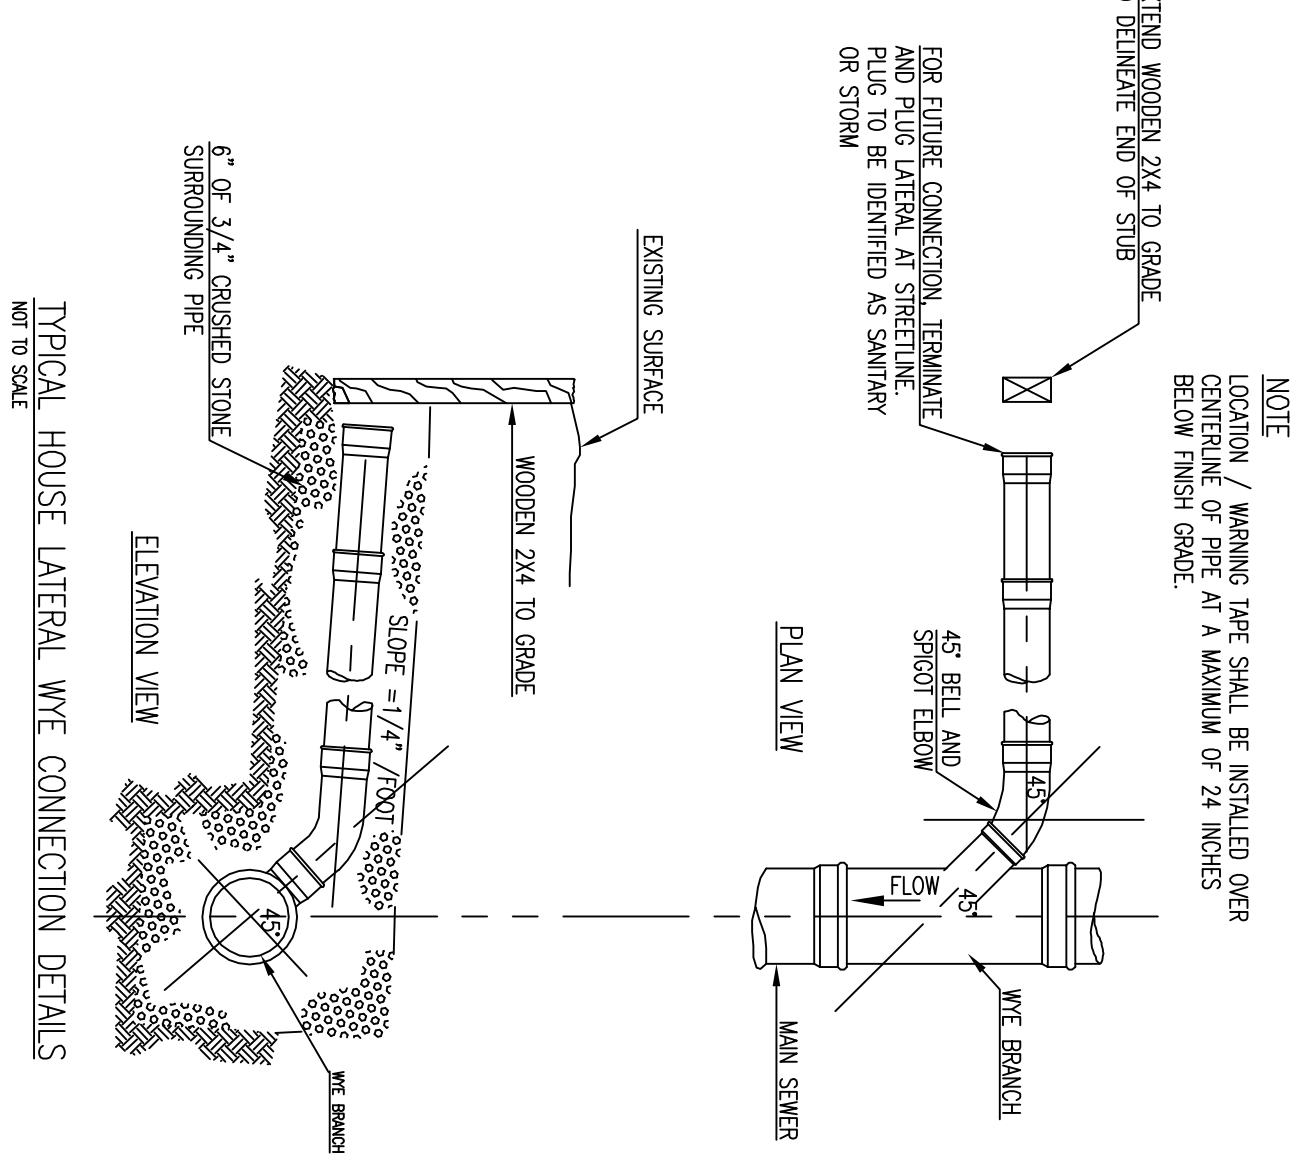 NOTE
LOCATION / WARNING TAPE SHALL BE INSTALLED OVER
CENTERLINE OF PIPE AT A MAXIMUM OF 24 INCHES
BELOW FINISH GRADE.
WOODEN 2X4 TO GRADE
DELINEATE END OF STUB
FOR FUTURE CONNECTION, TERMINATE
AND PLUG LATERAL AT STREETLINE.
PLUG TO BE IDENTIFIED AS SANITARY
OR STORM
45°
45° BELL AND
SPIGOT ELBOW
45°
FLOW
WYE BRANCH
MAIN SEWER
PLAN VIEW
EXISTING SURFACE
WOODEN 2X4 TO GRADE
SLOPE =1/4" /FOOT
45°
WYE BRANCH
6" OF 3/4" CRUSHED STONE
SURROUNDING PIPE
ELEVATION VIEW
TYPICAL HOUSE LATERAL WYE CONNECTION DETAILS
NOT TO SCALE